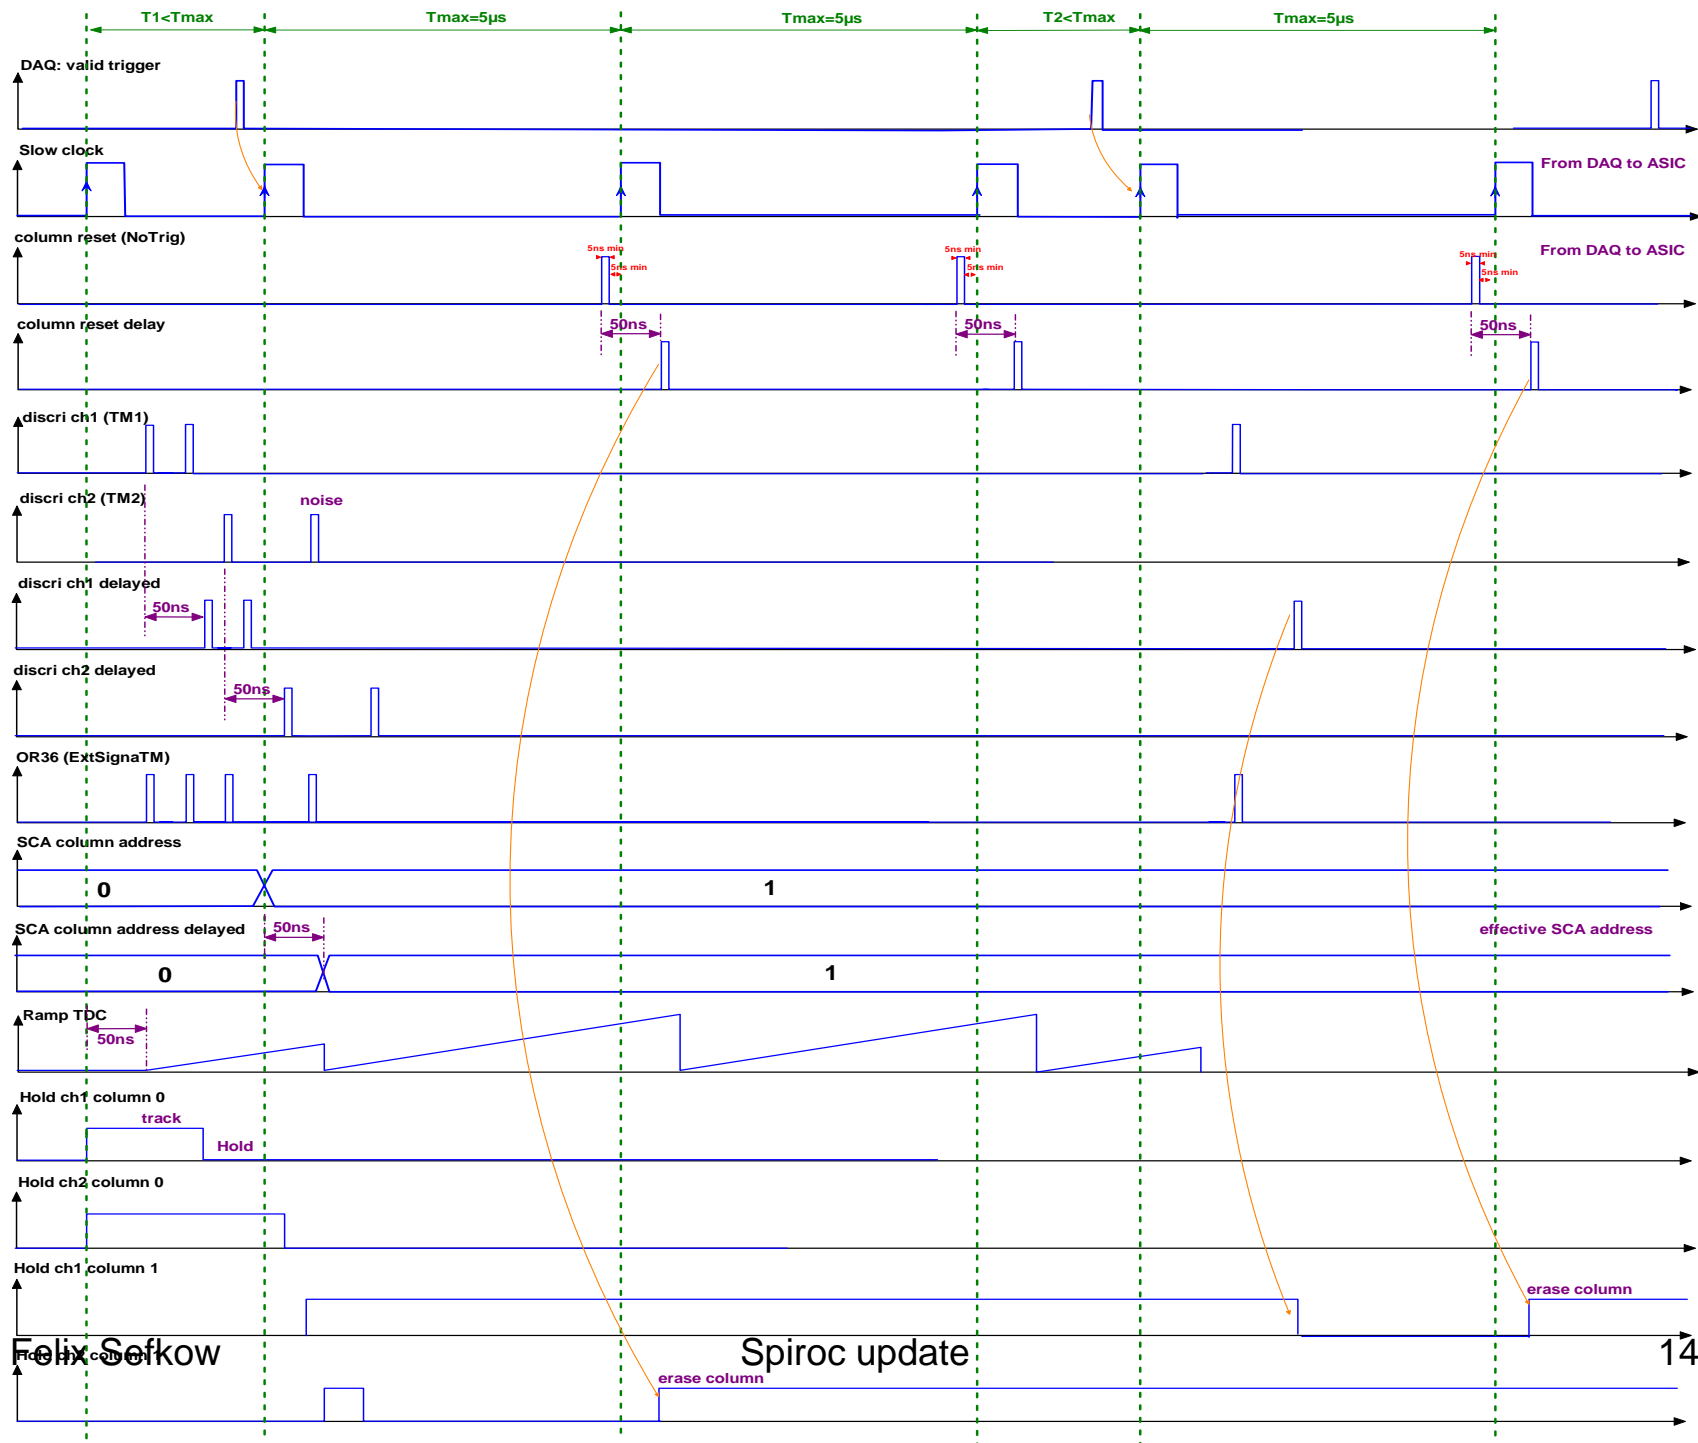 T1<Tmax Tmax=5µs Tmax=5µs T2<Tmax Tmax=5µs
DAQ: valid trigger
Slow clock
From DAQ to ASIC
column reset (NoTrig)
From DAQ to ASIC
5ns min 5ns min 5ns min
5ns min 5ns min 5ns min
column reset delay
50ns 50ns 50ns
discri ch1 (TM1)
discri ch2 (TM2)
noise
discri ch1 delayed
50ns
discri ch2 delayed
50ns
OR36 (ExtSignaTM)
SCA column address
0 1
SCA column address delayed
50ns
effective SCA address
0 1
Ramp TDC
50ns
Hold ch1 column 0
track
Hold
Hold ch2 column 0
Hold ch1 column 1
erase column
Felix Sefkow Spiroc update 14
Hold ch2 column 1
erase column